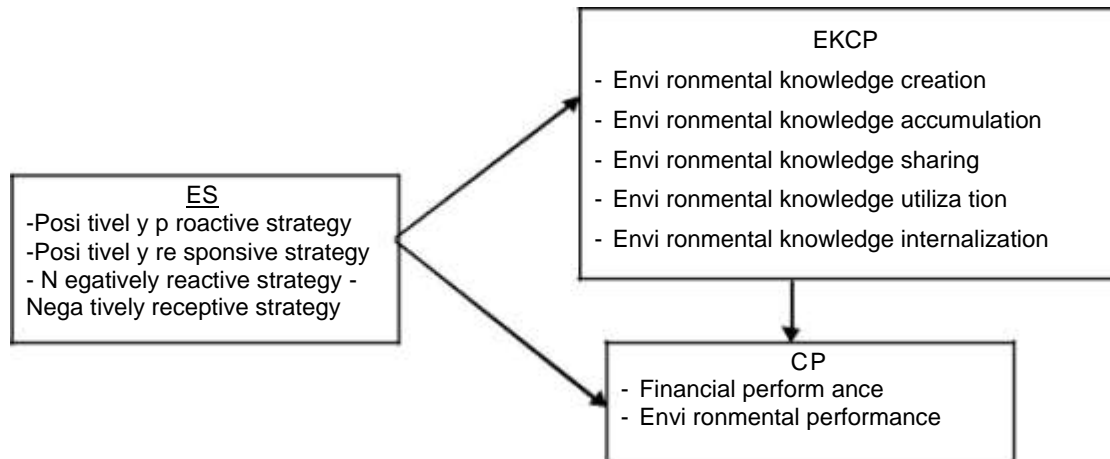 EKCP
- Envi ronmental knowledge creation
- Envi ronmental knowledge accumulation
- Envi ronmental knowledge sharing
- Envi ronmental knowledge utiliza tion
- Envi ronmental knowledge internalization
ES
-Posi tivel y p roactive strategy
-Posi tivel y re sponsive strategy
- N egatively reactive strategy -
Nega tively receptive strategy
CP
- Financial perform ance
- Envi ronmental performance